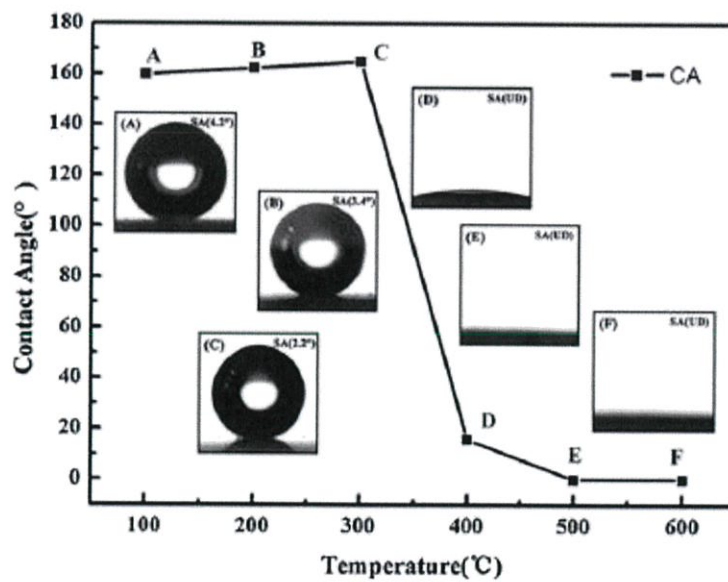 180
160
140
120
100
80
60
40
20
0
Contact Angle(°)
A
B
C
CA
(A) SA(4.2°)
(B) SA(3.4°)
(C) SA(2.2°)
(D) SA(UD)
(E) SA(UD)
(F) SA(UD)
D
E
F
100 200 300 400 500 600
Temperature(℃)